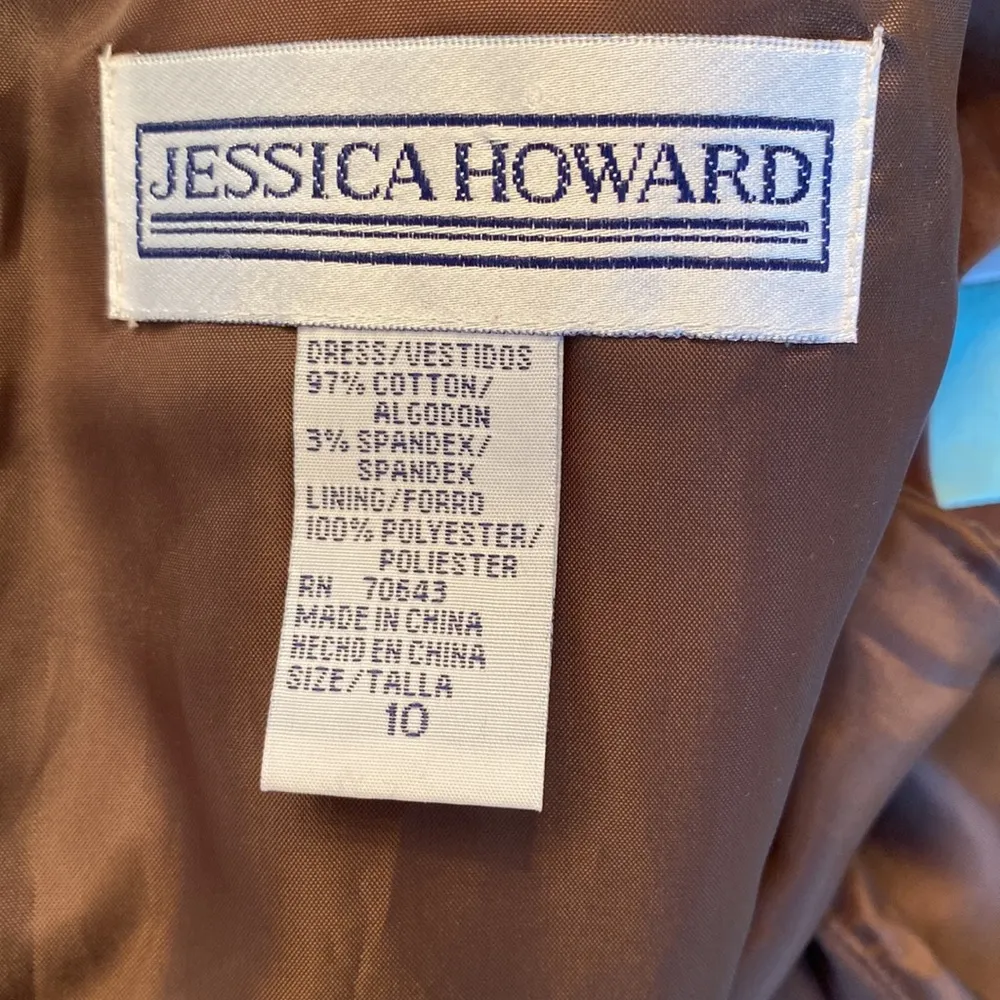 JESSICA HOWARD
DRESS/VESTIDOS
97% COTTON/
ALGODON
3% SPANDEX/
SPANDEX
LINING/FORRO
100% POLYESTER/
POLIESTER
RN 70643
MADE IN CHINA
HECHO EN CHINA
SIZE/TALLA
10